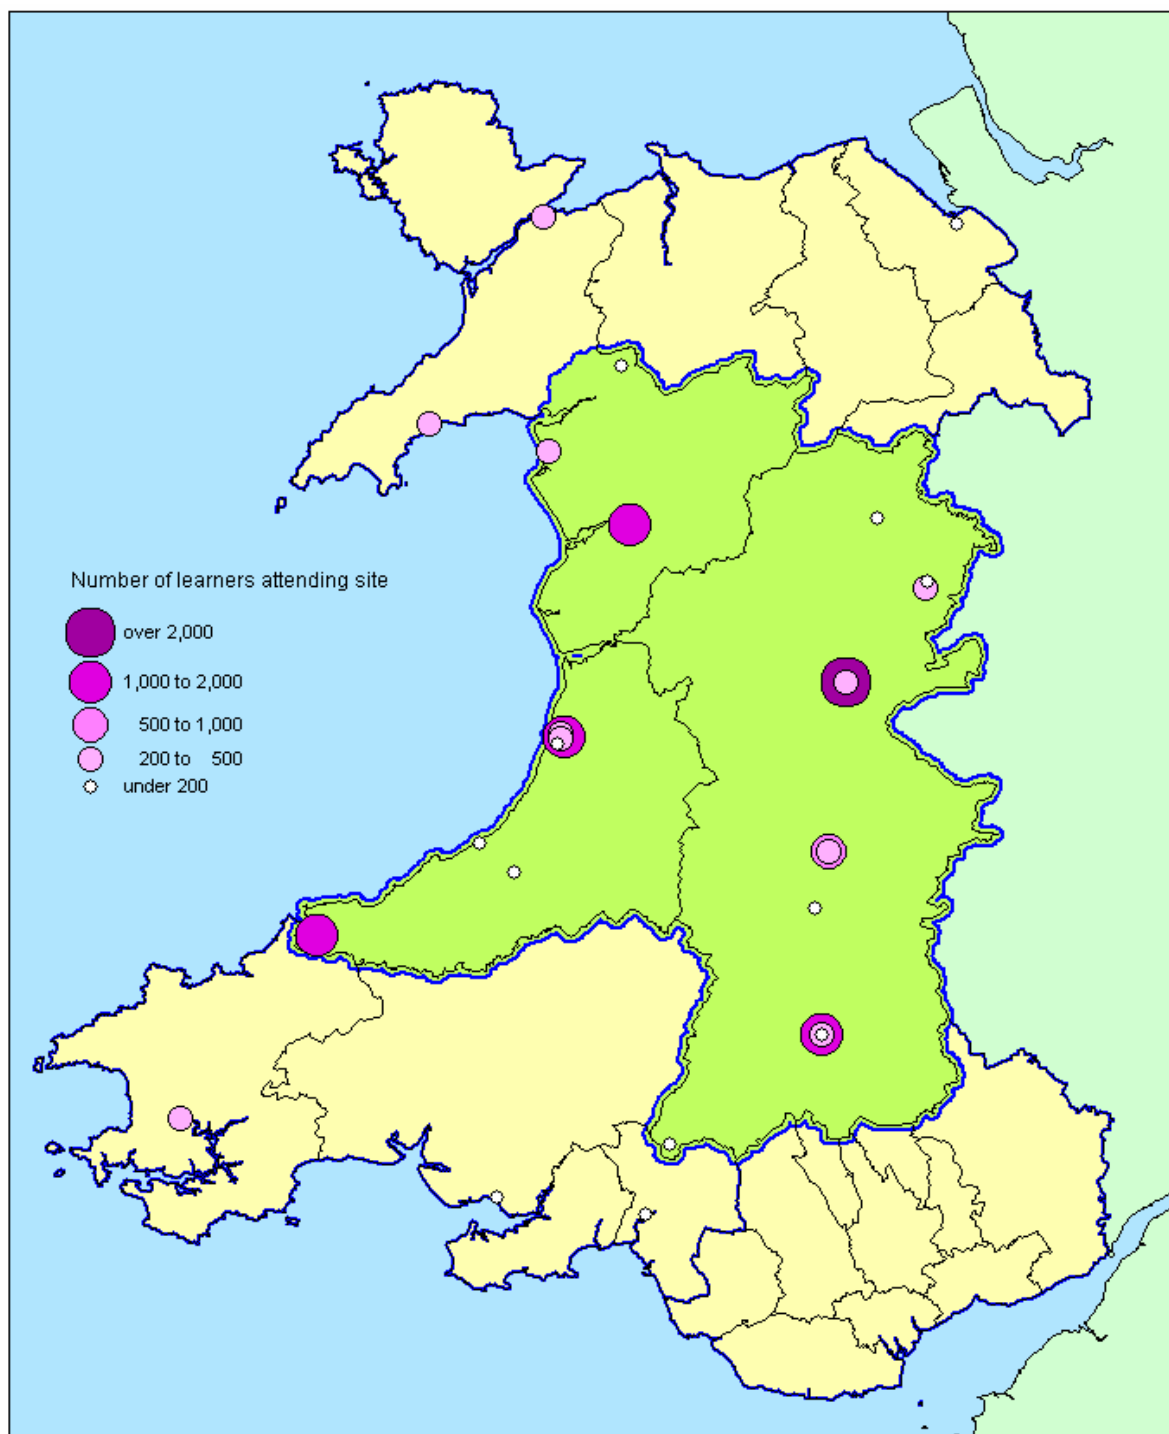 Number of learners attending site
over 2,000
1,000 to 2,000
500 to 1,000
200 to 500
under 200